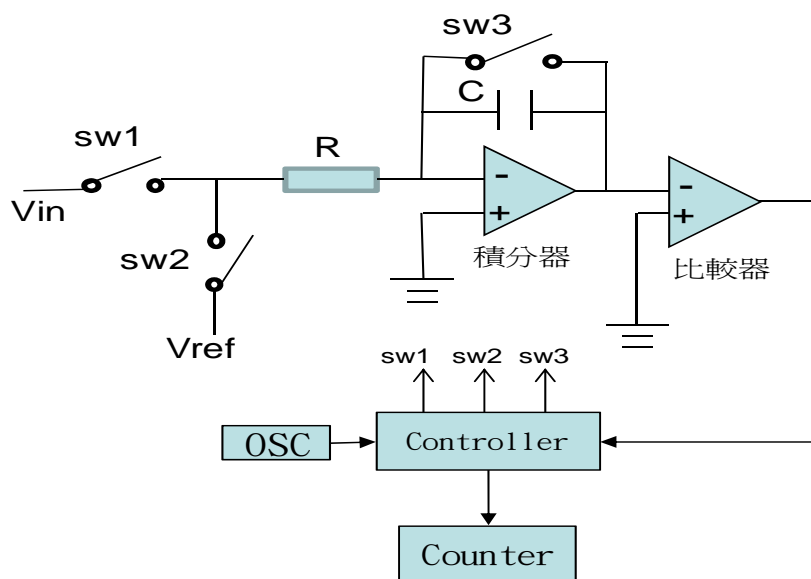 sw3
C
sw1
R
Vin
-
+
-
+
sw2
積分器
比較器
Vref
sw1 sw2 sw3
OSC
Controller
Counter